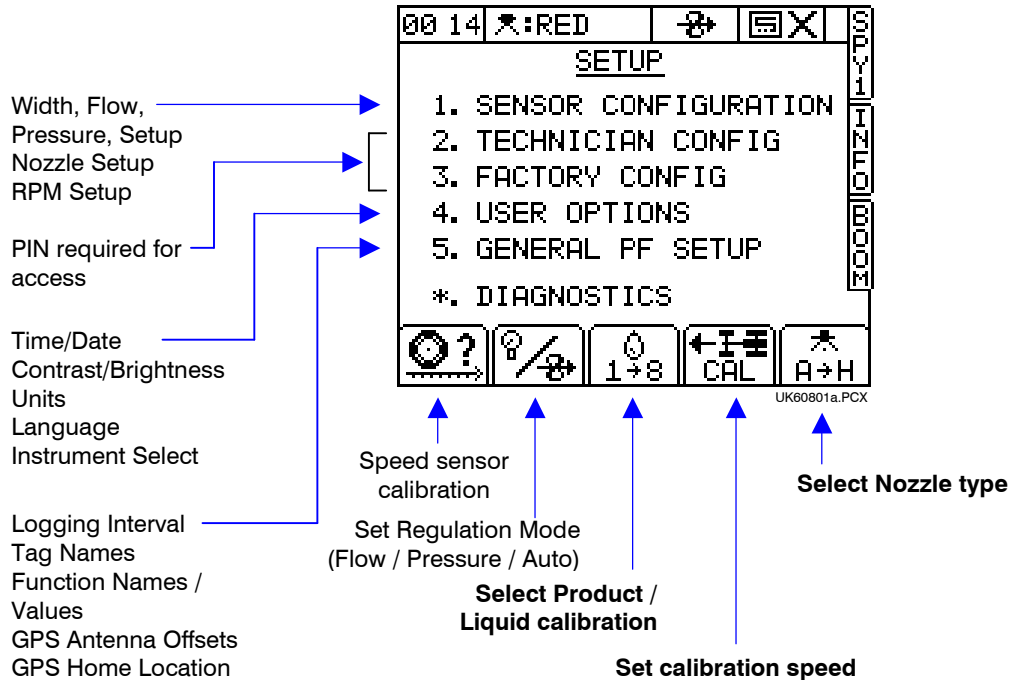 00 14 :RED
SETUP
1. SENSOR CONFIGURATION
2. TECHNICIAN CONFIG
3. FACTORY CONFIG
4. USER OPTIONS
5. GENERAL PF SETUP
*. DIAGNOSTICS
SPY1
INFO
BOOM
?
1→8
CAL
A→H
UK60801a.PCX
Width, Flow,
Pressure, Setup
Nozzle Setup
RPM Setup
PIN required for
access
Time/Date
Contrast/Brightness
Units
Language
Instrument Select
Logging Interval
Tag Names
Function Names /
Values
GPS Antenna Offsets
GPS Home Location
Speed sensor
calibration
Set Regulation Mode
(Flow / Pressure / Auto)
Select Product /
Liquid calibration
Set calibration speed
Select Nozzle type